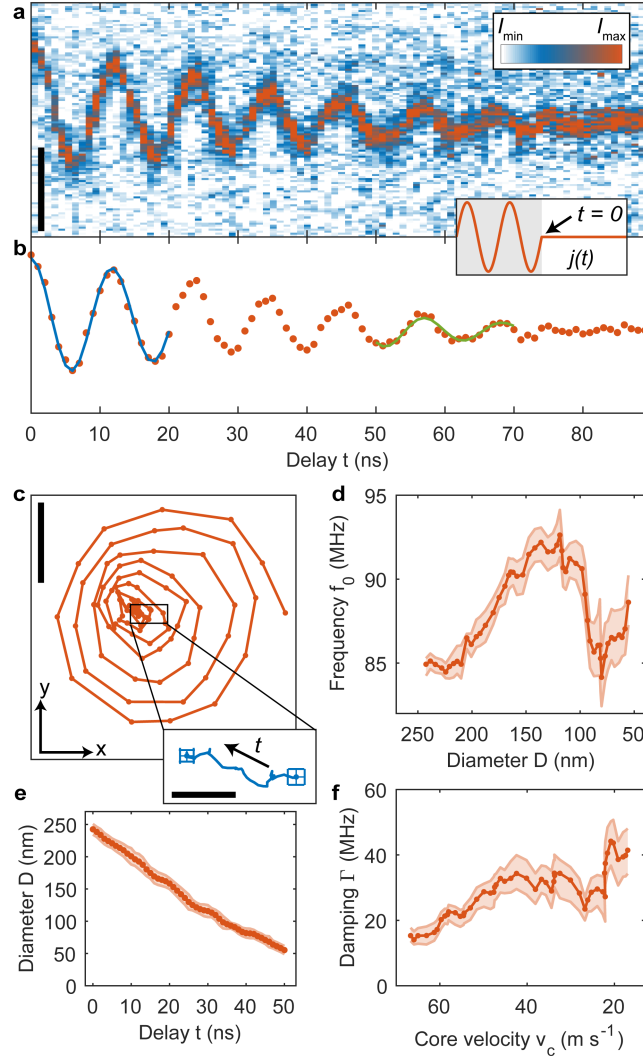 a
I_min I_max
t = 0
j(t)
b
0 10 20 30 40 50 60 70 80
Delay t (ns)
c
y
x
t
d
95
90
85
Frequency f_0 (MHz)
250 200 150 100 50
Diameter D (nm)
e
250
200
150
100
50
0
Diameter D (nm)
0 10 20 30 40 50
Delay t (ns)
f
60
40
20
0
Damping Γ (MHz)
60 40 20
Core velocity v_c (m s⁻¹)